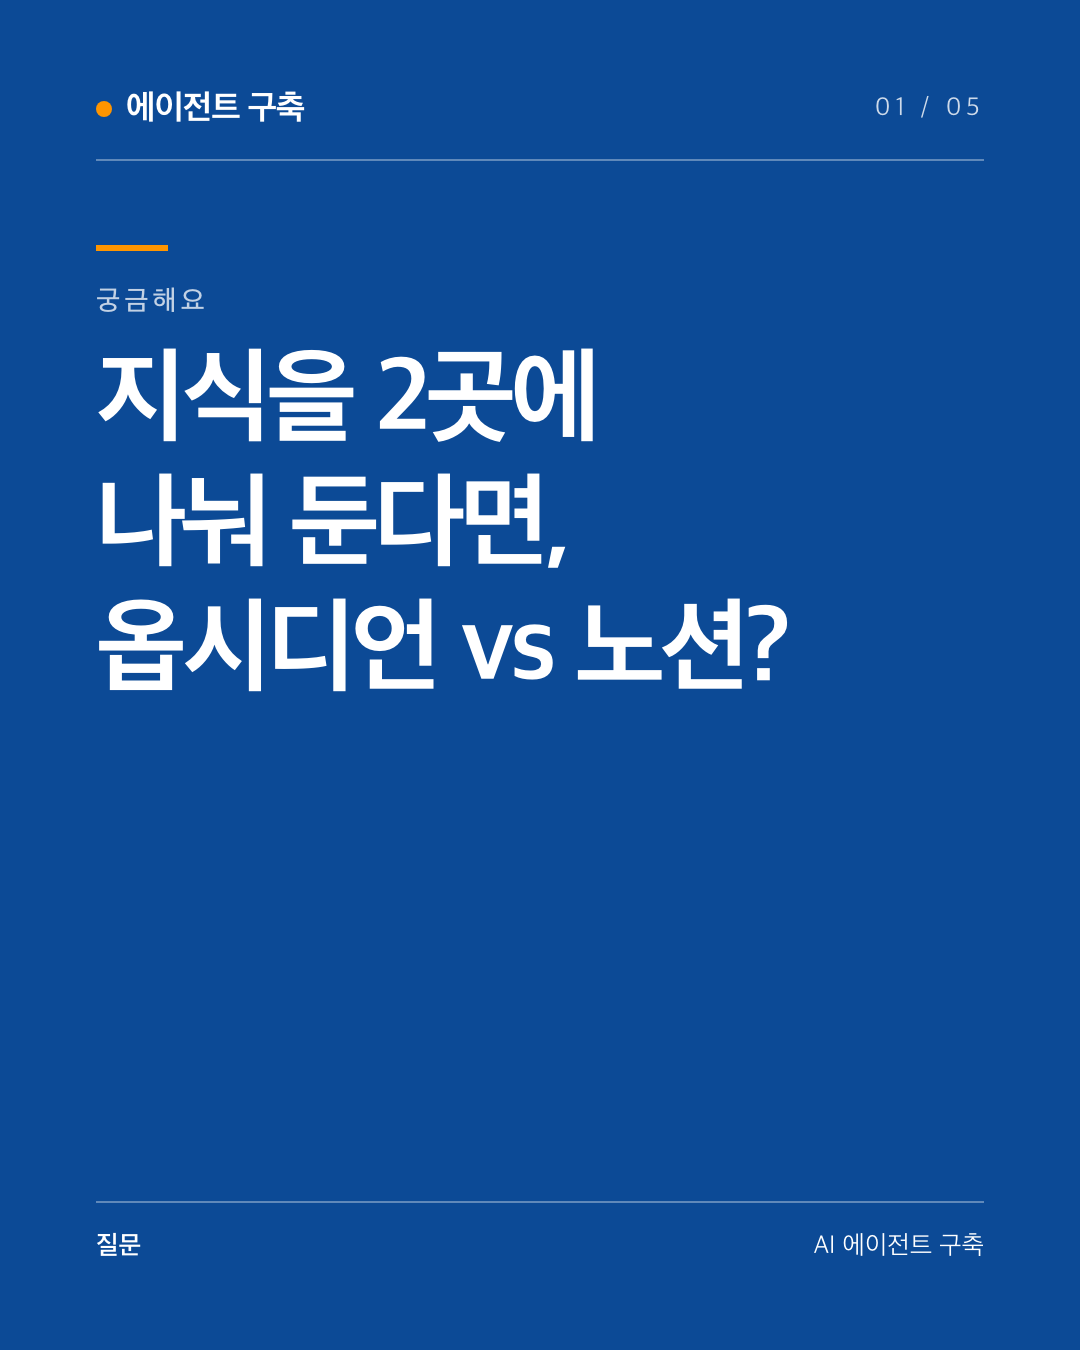 에이전트 구축
01 / 05
궁금해요
지식을 2곳에
나눠 둔다면,
옵시디언 vs 노션?
질문
AI 에이전트 구축